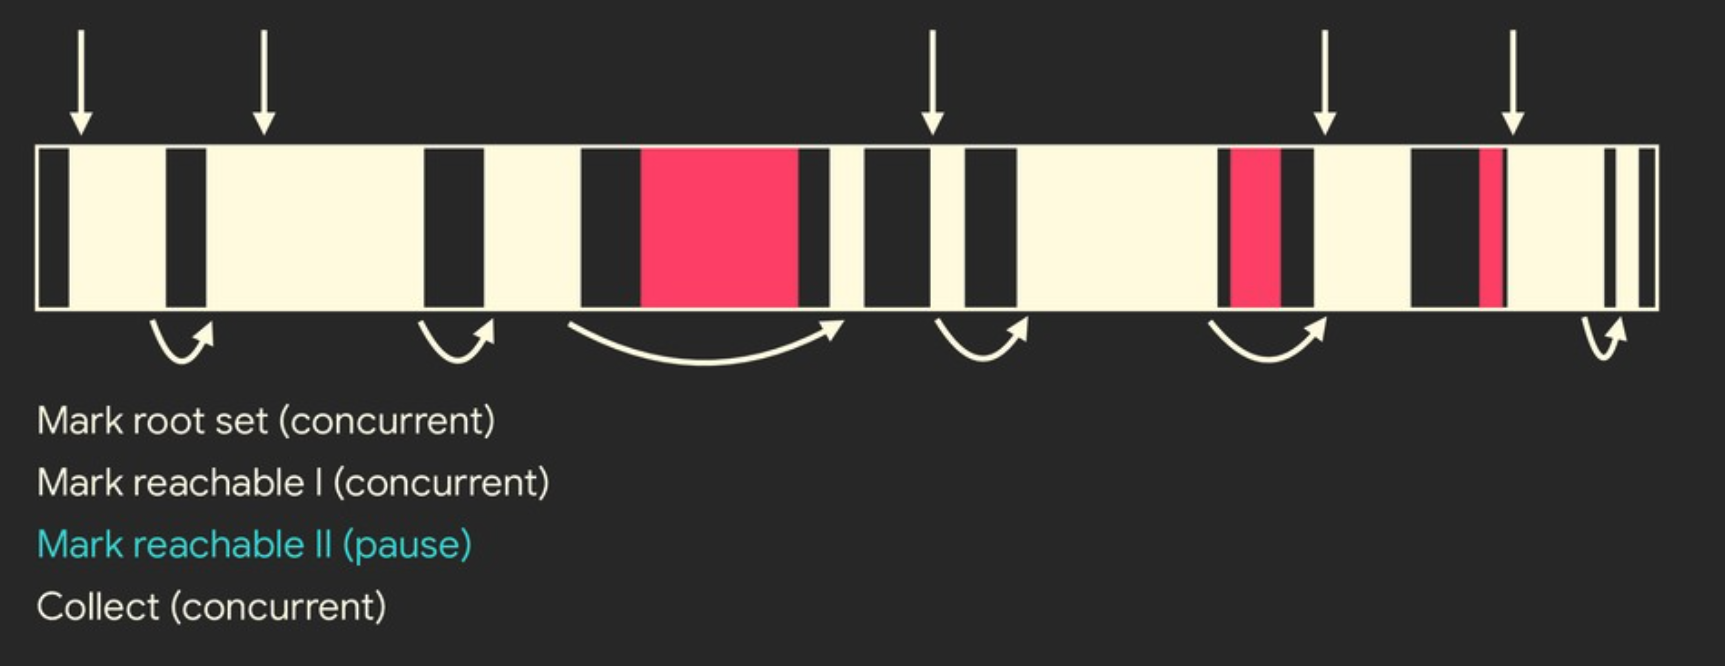 Mark root set (concurrent)
Mark reachable I (concurrent)
Mark reachable II (pause)
Collect (concurrent)